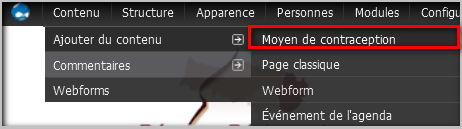 Contenu Structure Apparence Personnes Modules Configu
Ajouter du contenu Moyen de contraception
Commentaires Page classique
Webforms Webform
Événement de l'agenda